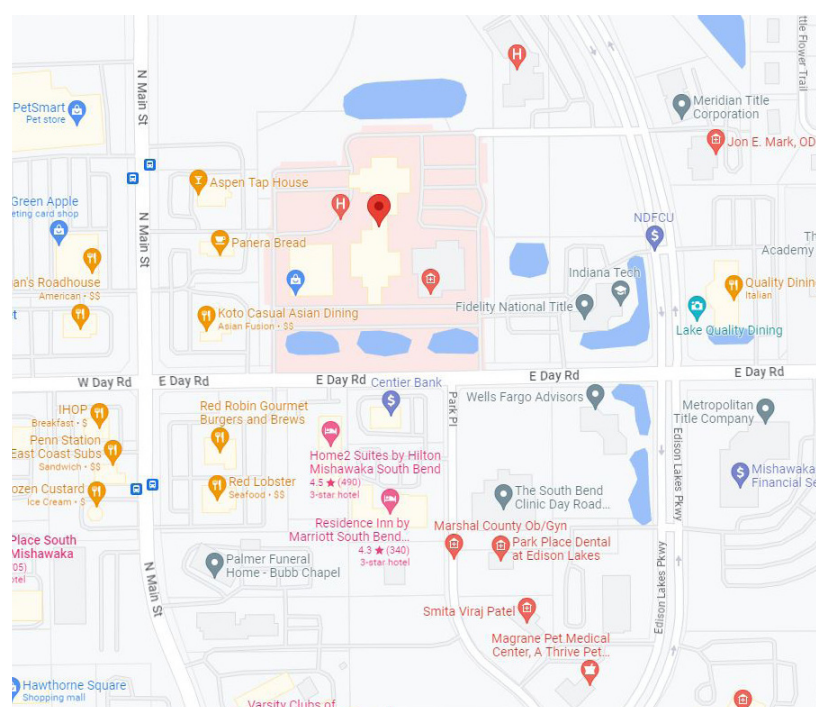 ttle Flower Trail
N Main St
PetSmart
Pet store
H
Meridian Title
Corporation
Jon E. Mark, OD
Aspen Tap House
H
Green Apple
eting card shop
N Main St
NDFCU
$
Panera Bread
Th
Academy
an's Roadhouse
American • $$
Indiana Tech
Quality Dinin
Italian
Fidelity National Title
Koto Casual Asian Dining
Asian Fusion • $$
Lake Quality Dining
W Day Rd
E Day Rd
E Day Rd
E Day Rd
E Day Rd
Centier Bank
$
Park Pl
Wells Fargo Advisors
IHOP
Breakfast • $
Red Robin Gourmet
Burgers and Brews
Metropolitan
Title Company
Penn Station
East Coast Subs
Sandwich • $$
Home2 Suites by Hilton
Mishawaka South Bend
4.5 ★ (490)
3-star hotel
Edison Lakes Pkwy
$
Mishawaka
Financial Se
ozen Custard
Ice Cream • $
Red Lobster
Seafood • $$
The South Bend
Clinic Day Road...
Residence Inn by
Marriott South Bend...
4.3 ★ (340)
3-star hotel
Marshal County Ob/Gyn
Place South
Mishawaka
05)
otel
Park Place Dental
at Edison Lakes
Palmer Funeral
Home - Bubb Chapel
N Main St
Edison Lakes Pkwy
Smita Viraj Patel
Magrane Pet Medical
Center, A Thrive Pet...
Hawthorne Square
Shopping mall
Varsity Clubs of